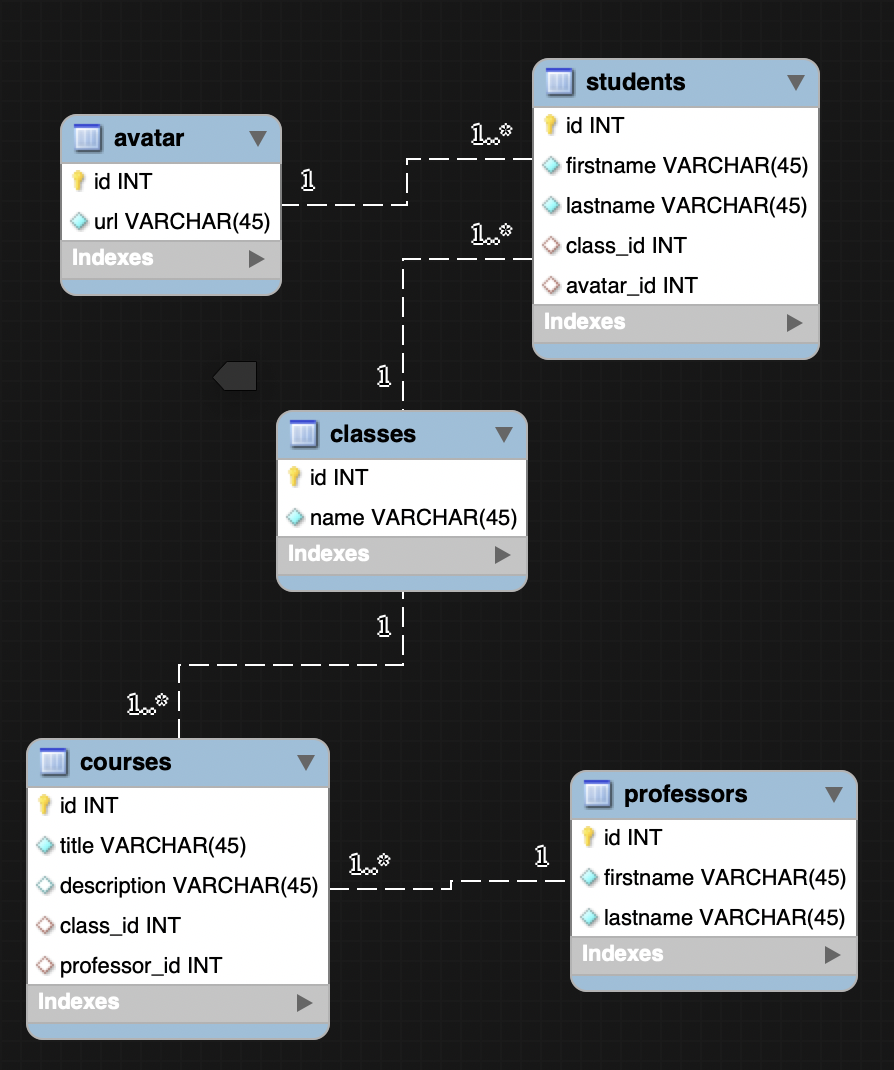 avatar
id INT
url VARCHAR(45)
Indexes
1
1..*
students
id INT
firstname VARCHAR(45)
lastname VARCHAR(45)
class_id INT
avatar_id INT
Indexes
1..*
1
classes
id INT
name VARCHAR(45)
Indexes
1
1..*
courses
id INT
title VARCHAR(45)
description VARCHAR(45)
class_id INT
professor_id INT
Indexes
1..*
1
professors
id INT
firstname VARCHAR(45)
lastname VARCHAR(45)
Indexes